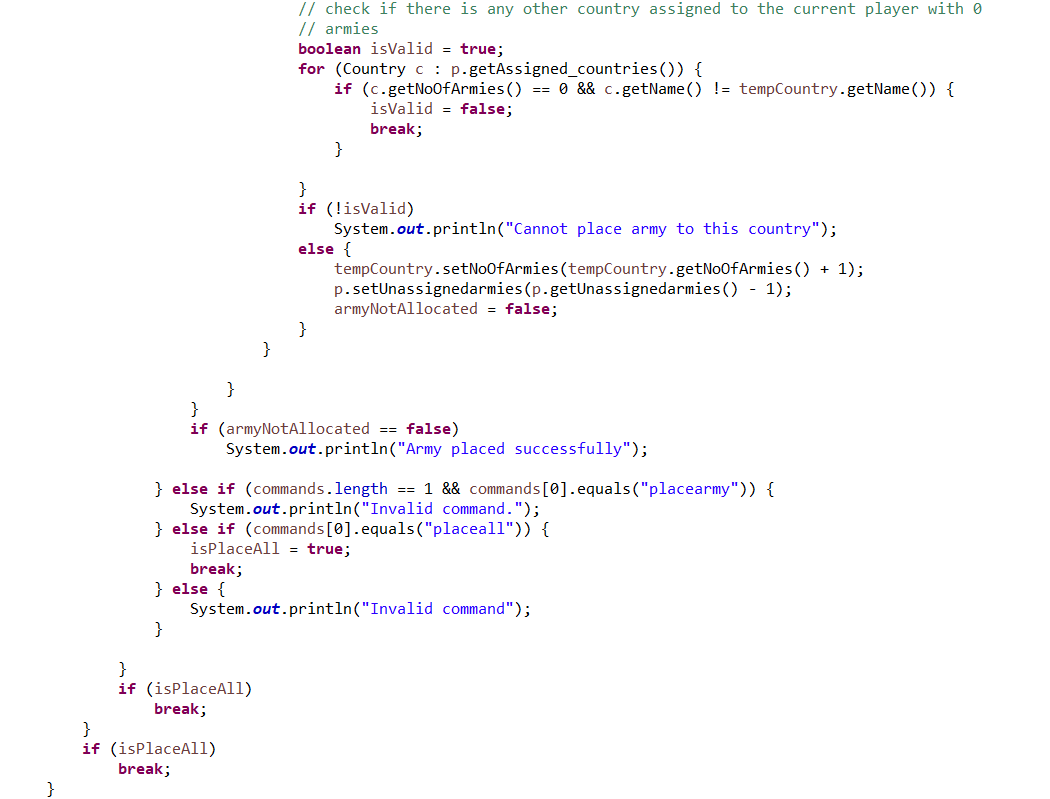 // check if there is any other country assigned to the current player with 0
// armies
boolean isValid = true;
for (Country c : p.getAssigned_countries()) {
if (c.getNoOfArmies() == 0 && c.getName() != tempCountry.getName()) {
isValid = false;
break;
}
}
if (!isValid)
System.out.println("Cannot place army to this country");
else {
tempCountry.setNoOfArmies(tempCountry.getNoOfArmies() + 1);
p.setUnassignedarmies(p.getUnassignedarmies() - 1);
armyNotAllocated = false;
}
}
}
}
if (armyNotAllocated == false)
System.out.println("Army placed successfully");
} else if (commands.length == 1 && commands[0].equals("placearmy")) {
System.out.println("Invalid command.");
} else if (commands[0].equals("placeall")) {
isPlaceAll = true;
break;
} else {
System.out.println("Invalid command");
}
}
if (isPlaceAll)
break;
}
if (isPlaceAll)
break;
}